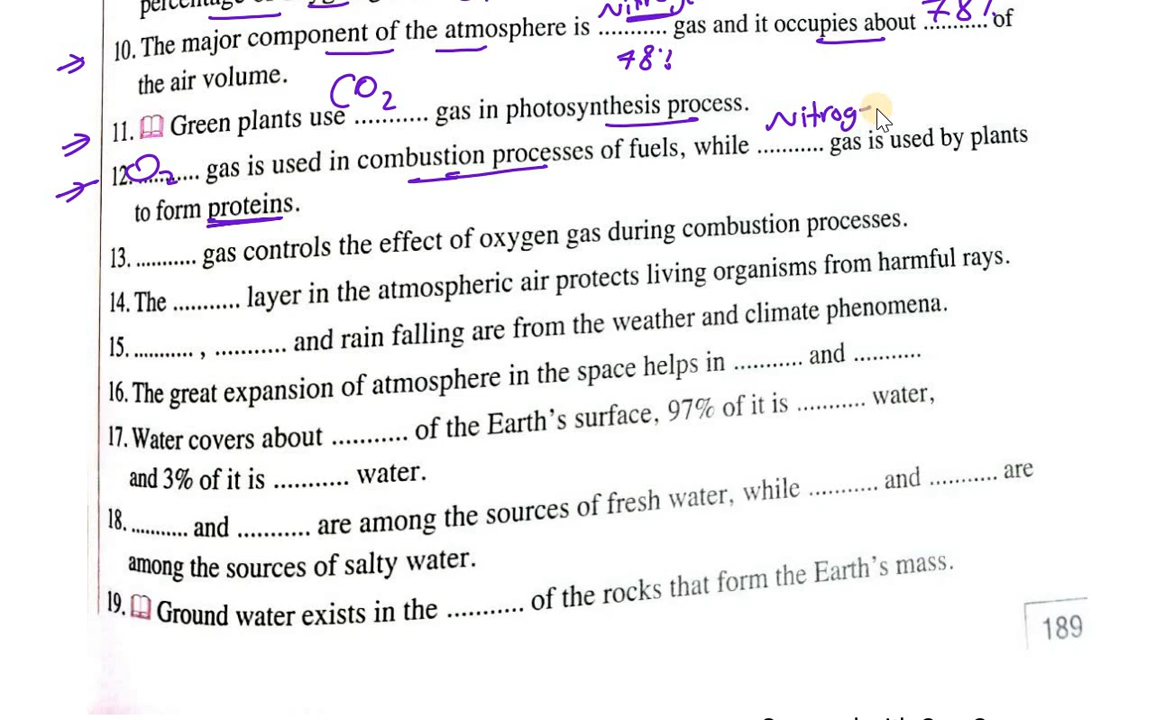 Nitrog
10. The major component of the atmosphere is ........... gas and it occupies about 78% of
78%
the air volume.
CO2
11. Green plants use ........... gas in photosynthesis process.
Nitrog
12. O2 ........... gas is used in combustion processes of fuels, while ........... gas is used by plants
to form proteins.
13. ........... gas controls the effect of oxygen gas during combustion processes.
14. The ........... layer in the atmospheric air protects living organisms from harmful rays.
15. ........... , ........... and rain falling are from the weather and climate phenomena.
16. The great expansion of atmosphere in the space helps in ........... and ...........
17. Water covers about ........... of the Earth's surface, 97% of it is ........... water,
and 3% of it is ........... water.
18. ........... and ........... are among the sources of fresh water, while ........... and ........... are
among the sources of salty water.
19. Ground water exists in the ........... of the rocks that form the Earth's mass.
189